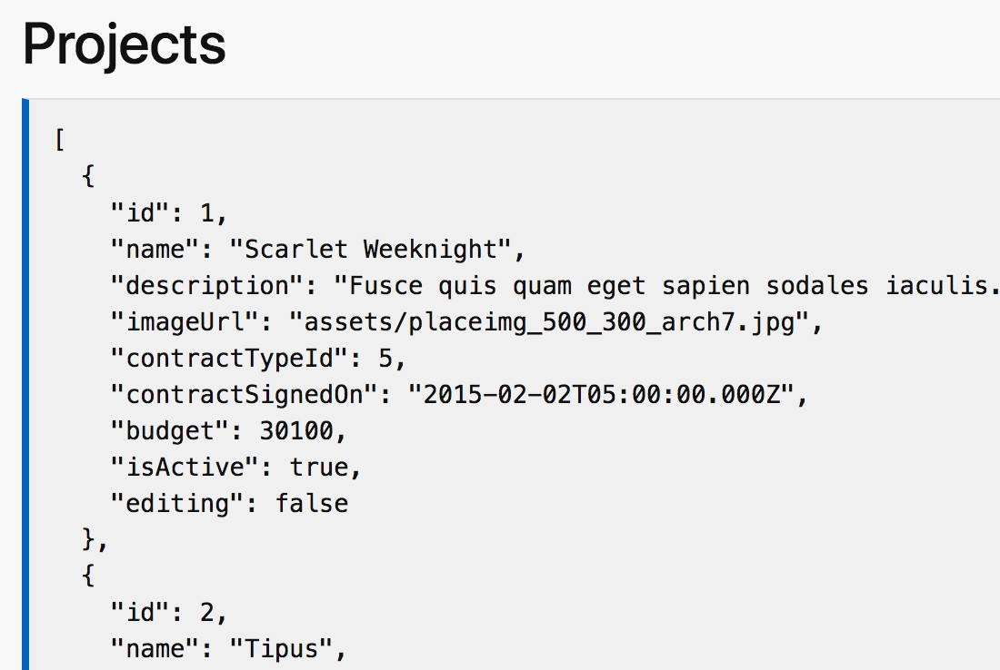 Projects
[
  {
    "id": 1,
    "name": "Scarlet Weeknight",
    "description": "Fusce quis quam eget sapien sodales iaculis.
    "imageUrl": "assets/placeimg_500_300_arch7.jpg",
    "contractTypeId": 5,
    "contractSignedOn": "2015-02-02T05:00:00.000Z",
    "budget": 30100,
    "isActive": true,
    "editing": false
  },
  {
    "id": 2,
    "name": "Tipus",